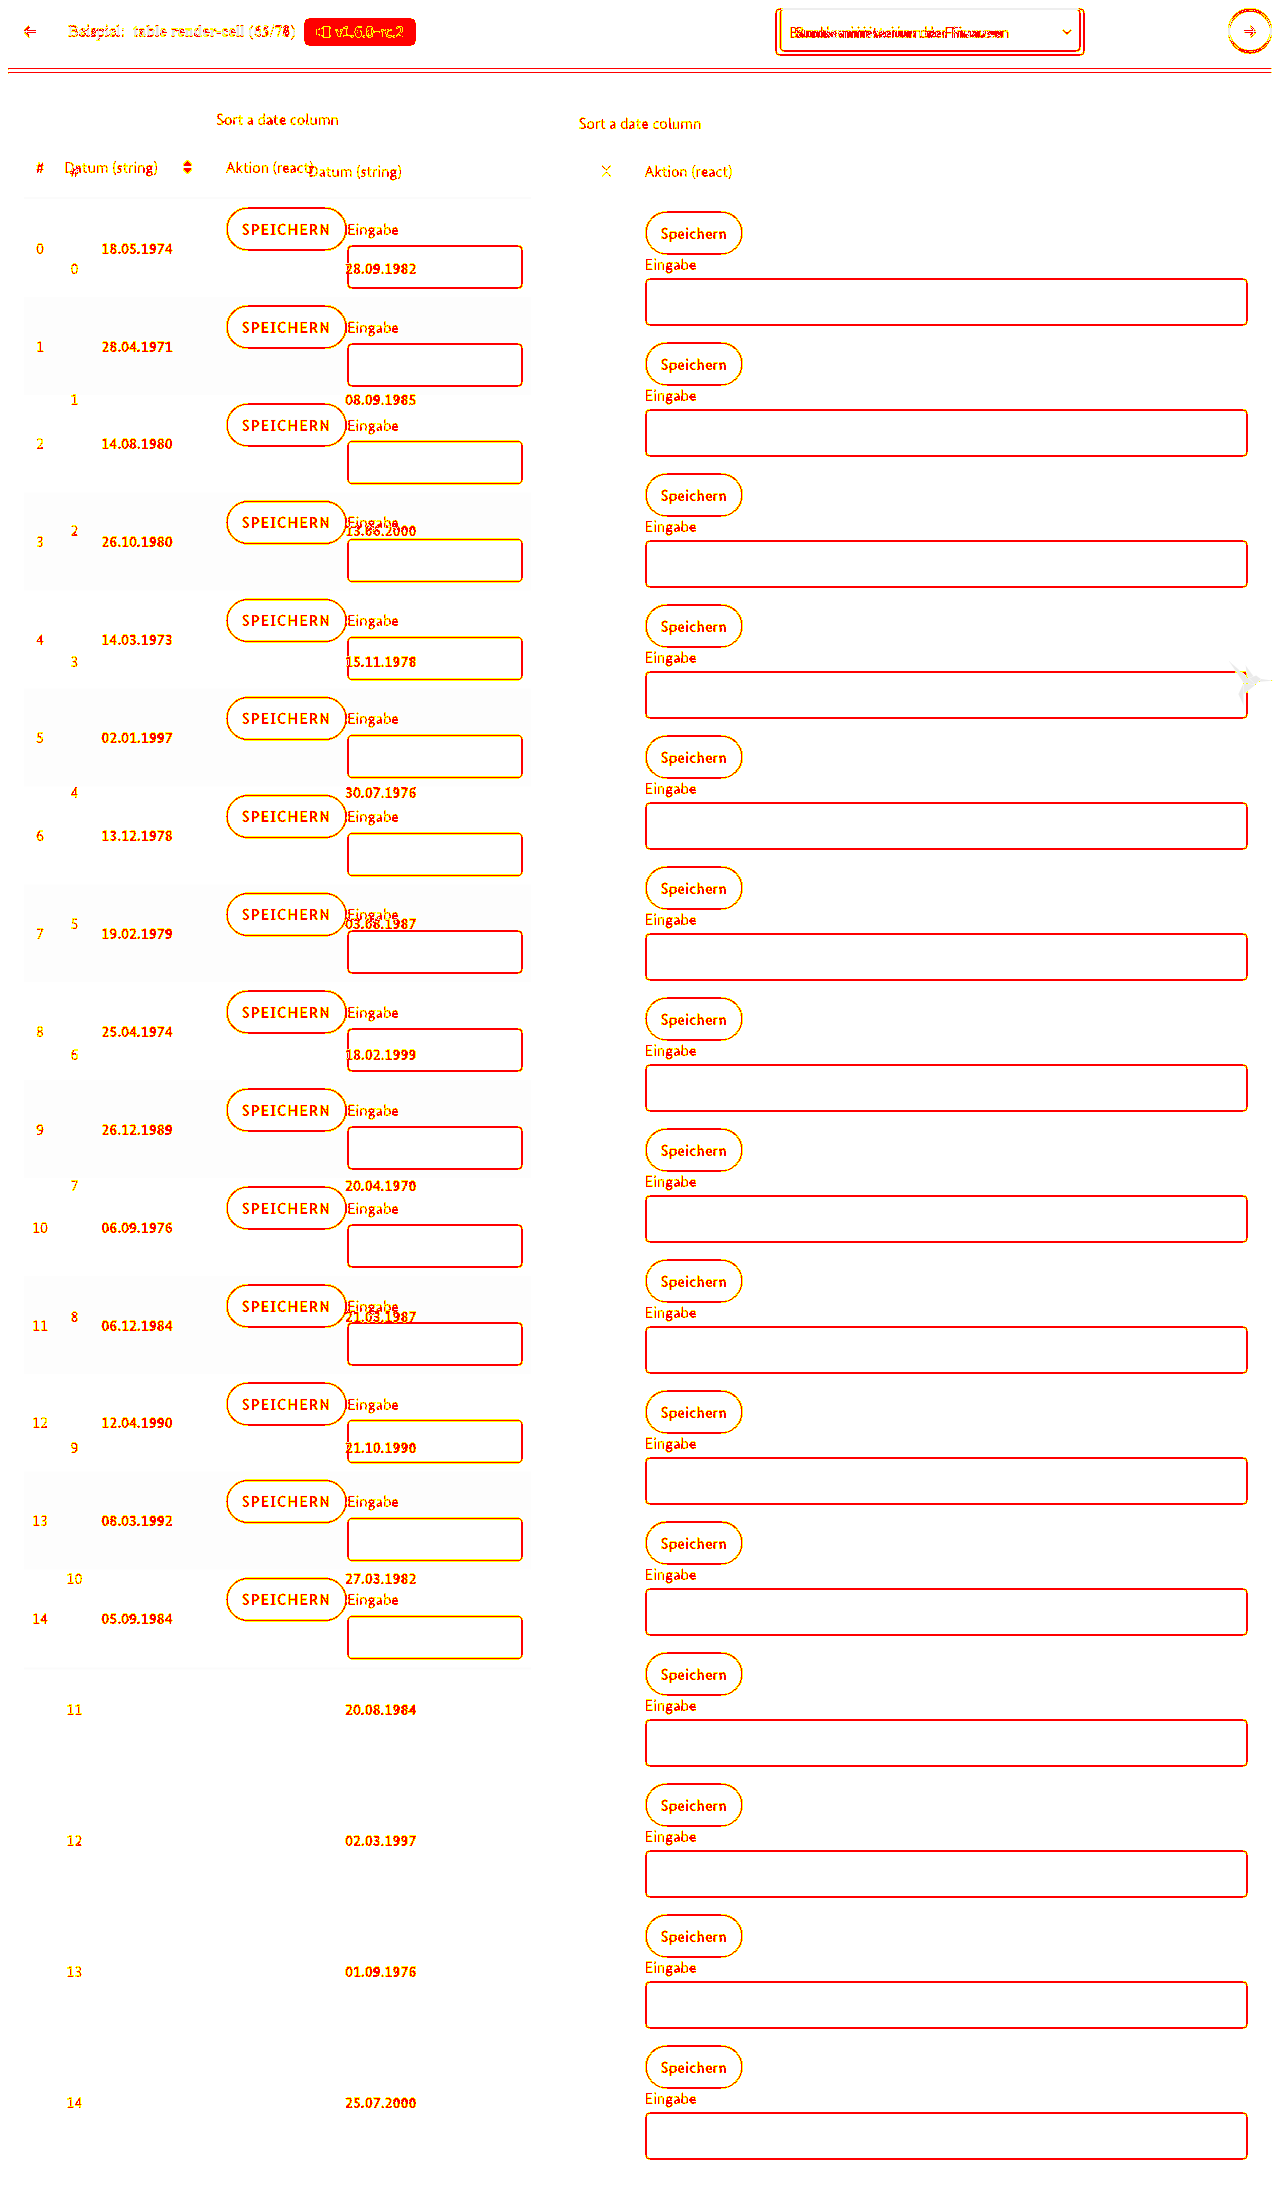 Beispiel: table render-cell (65/76) v1.6.0-rc.2
Sort a date column
Sort a date column
# Datum (string) Aktion (react)
# Datum (string) Aktion (react)
SPEICHERN Eingabe
Speichern
0 18.05.1974
Eingabe
0 28.09.1982
SPEICHERN Eingabe
1 28.04.1971
Speichern
Eingabe
1 08.09.1985
SPEICHERN Eingabe
2 14.08.1980
Speichern
SPEICHERN Eingabe
Eingabe
2 13.06.2000
3 26.10.1980
SPEICHERN Eingabe
Speichern
4 14.03.1973
Eingabe
3 15.11.1978
SPEICHERN Eingabe
5 02.01.1997
Speichern
Eingabe
4 30.07.1976
SPEICHERN Eingabe
6 13.12.1978
Speichern
SPEICHERN Eingabe
Eingabe
5 03.08.1987
7 19.02.1979
SPEICHERN Eingabe
Speichern
8 25.04.1974
Eingabe
6 18.02.1999
SPEICHERN Eingabe
9 26.12.1989
Speichern
Eingabe
7 20.04.1970
SPEICHERN Eingabe
10 06.09.1976
Speichern
SPEICHERN Eingabe
Eingabe
8 21.03.1987
11 06.12.1984
SPEICHERN Eingabe
Speichern
12 12.04.1990
Eingabe
9 21.10.1990
SPEICHERN Eingabe
13 08.03.1992
Speichern
Eingabe
10 27.03.1982
SPEICHERN Eingabe
14 05.09.1984
Speichern
Eingabe
11 20.08.1984
Speichern
Eingabe
12 02.03.1997
Speichern
Eingabe
13 01.09.1976
Speichern
Eingabe
14 25.07.2000